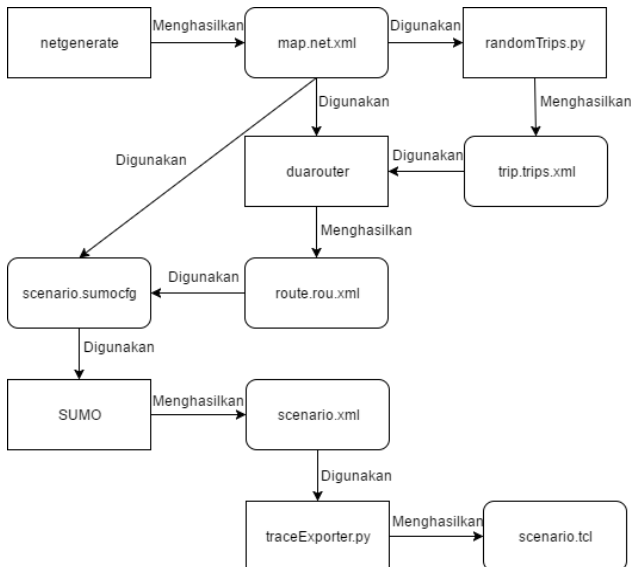 netgenerate
Menghasilkan
map.net.xml
Digunakan
randomTrips.py
Digunakan
Menghasilkan
Digunakan
duarouter
Digunakan
trip.trips.xml
Menghasilkan
scenario.sumocfg
Digunakan
route.rou.xml
Digunakan
SUMO
Menghasilkan
scenario.xml
Digunakan
traceExporter.py
Menghasilkan
scenario.tcl